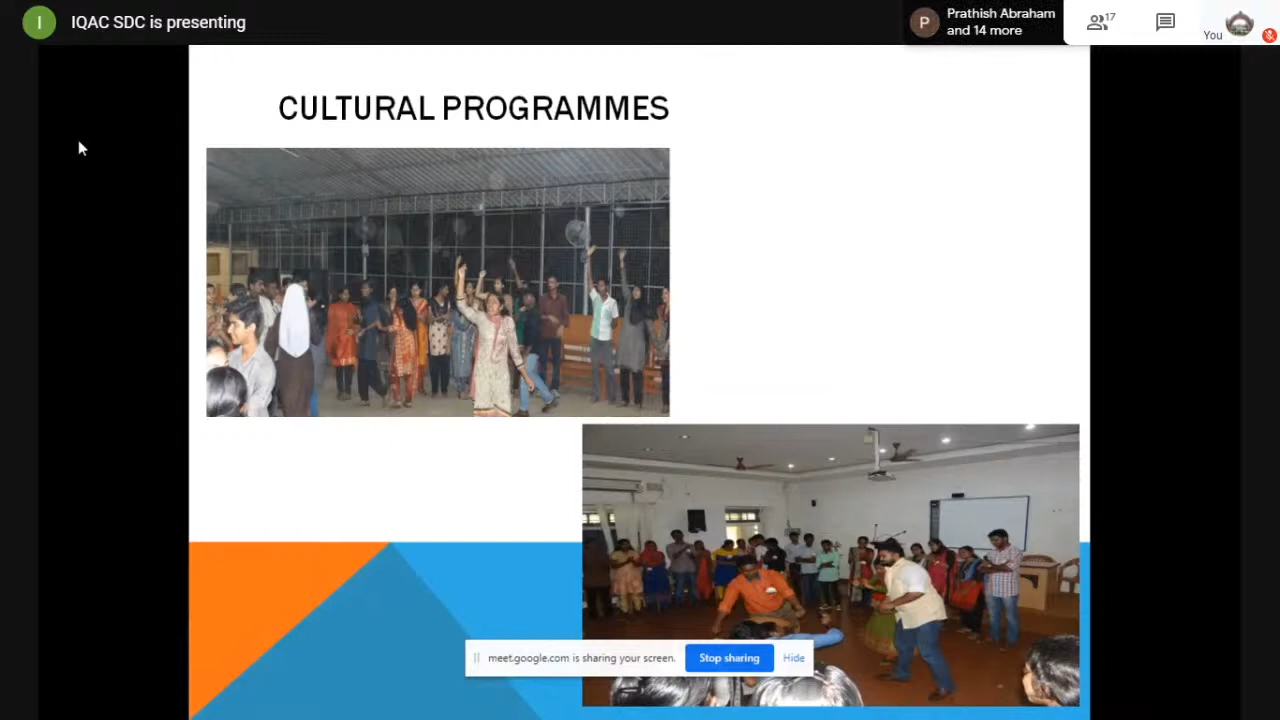 I
IQAC SDC is presenting
P
Prathish Abraham
and 14 more
17
You
CULTURAL PROGRAMMES
meet.google.com is sharing your screen.
Stop sharing
Hide